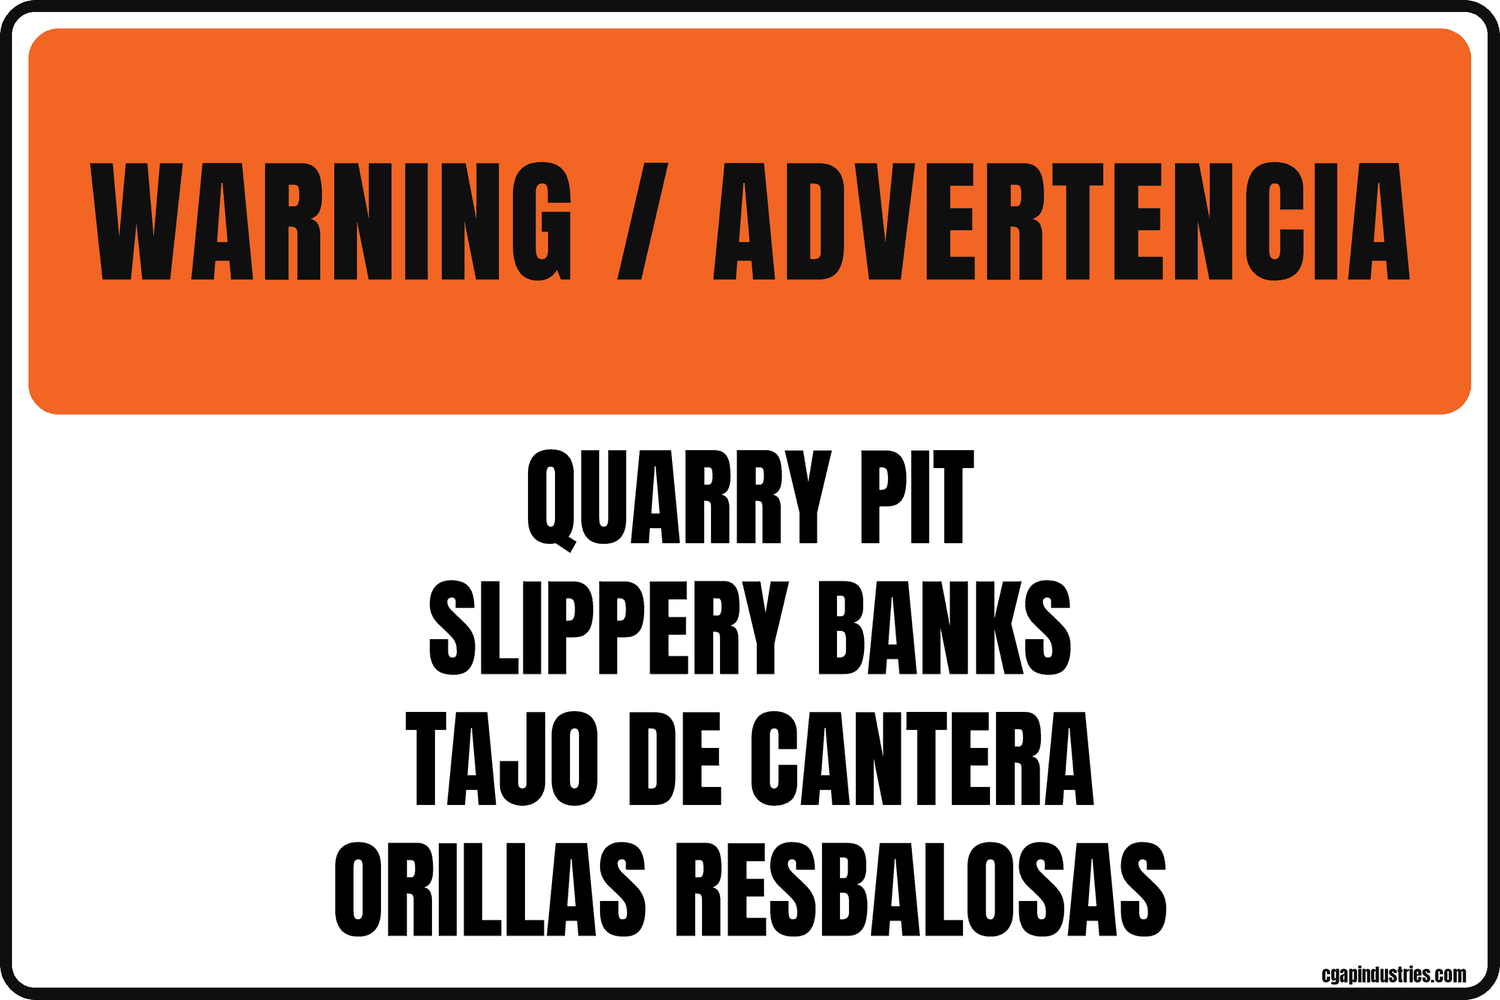 WARNING / ADVERTENCIA
QUARRY PIT
SLIPPERY BANKS
TAJO DE CANTERA
ORILLAS RESBALOSAS
cgapindustries.com